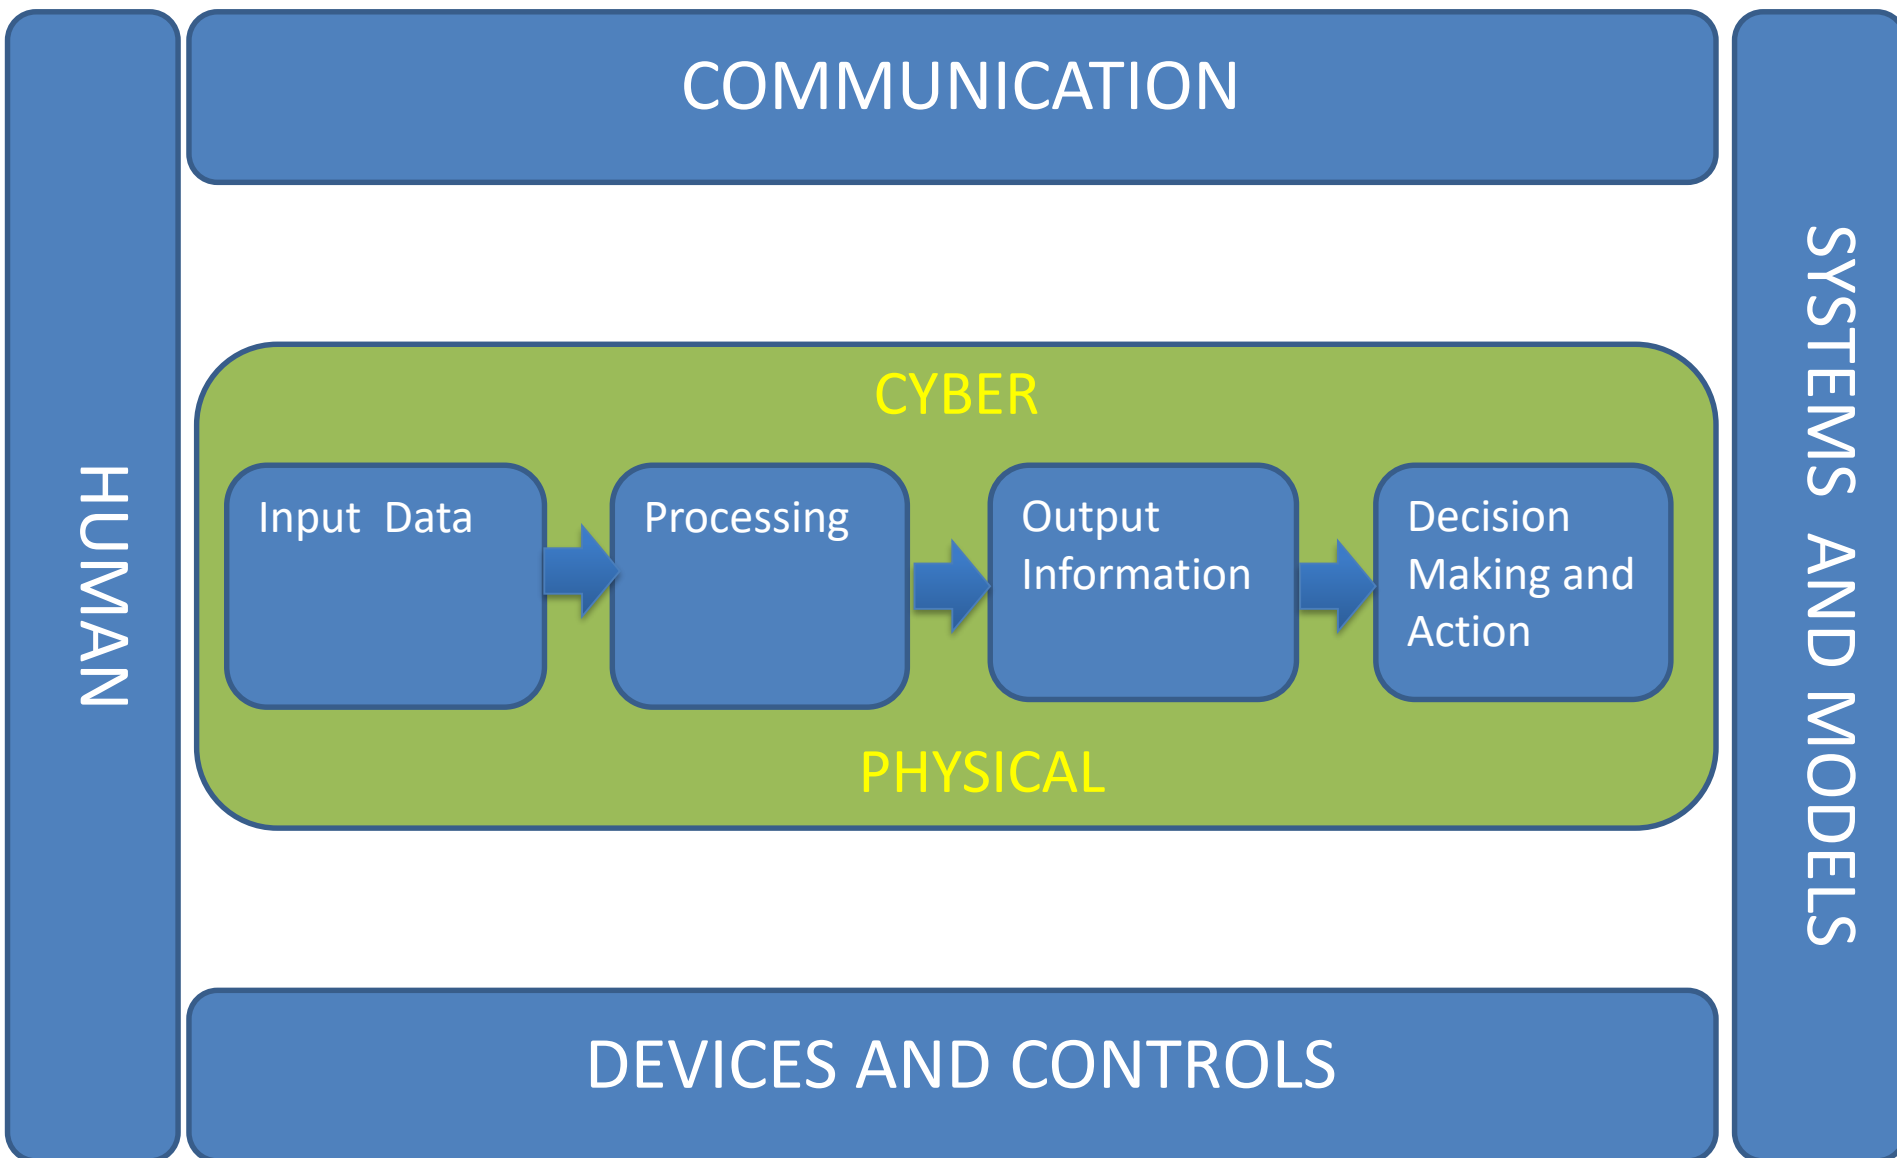 COMMUNICATION
HUMAN
SYSTEMS AND MODELS
CYBER
Input Data
Processing
Output
Information
Decision
Making and
Action
PHYSICAL
DEVICES AND CONTROLS